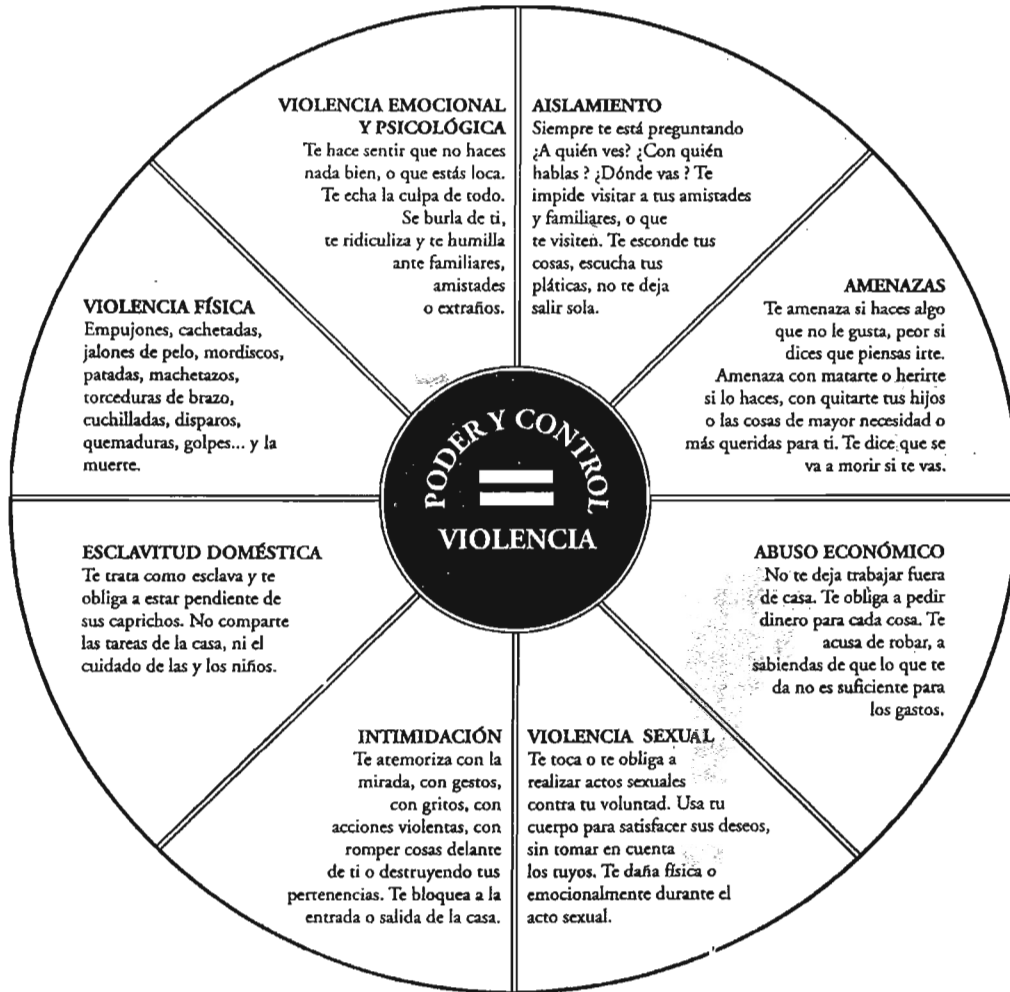 VIOLENCIA EMOCIONAL
Y PSICOLÓGICA
Te hace sentir que no haces
nada bien, o que estás loca.
Te echa la culpa de todo.
Se burla de ti,
te ridiculiza y te humilla
ante familiares,
amistades
o extraños.
AISLAMIENTO
Siempre te está preguntando
¿A quién ves? ¿Con quién
hablas ? ¿Dónde vas ? Te
impide visitar a tus amistades
y familiares, o que
te visiten. Te esconde tus
cosas, escucha tus
pláticas, no te deja
salir sola.
AMENAZAS
Te amenaza si haces algo
que no le gusta, peor si
dices que piensas irte.
Amenaza con matarte o herirte
si lo haces, con quitarte tus hijos
o las cosas de mayor necesidad o
más queridas para ti. Te dice que se
va a morir si te vas.
ABUSO ECONÓMICO
No te deja trabajar fuera
de casa. Te obliga a pedir
dinero para cada cosa. Te
acusa de robar, a
sabiendas de que lo que te
da no es suficiente para
los gastos.
VIOLENCIA SEXUAL
Te toca o te obliga a
realizar actos sexuales
contra tu voluntad. Usa tu
cuerpo para satisfacer sus deseos,
sin tomar en cuenta
los tuyos. Te daña física o
emocionalmente durante el
acto sexual.
INTIMIDACIÓN
Te atemoriza con la
mirada, con gestos,
con gritos, con
acciones violentas, con
romper cosas delante
de ti o destruyendo tus
pertenencias. Te bloquea a la
entrada o salida de la casa.
ESCLAVITUD DOMÉSTICA
Te trata como esclava y te
obliga a estar pendiente de
sus caprichos. No comparte
las tareas de la casa, ni el
cuidado de las y los niños.
VIOLENCIA FÍSICA
Empujones, cachetadas,
jalones de pelo, mordiscos,
patadas, machetazos,
torceduras de brazo,
cuchilladas, disparos,
quemaduras, golpes... y la
muerte.
PODER Y CONTROL
=
VIOLENCIA